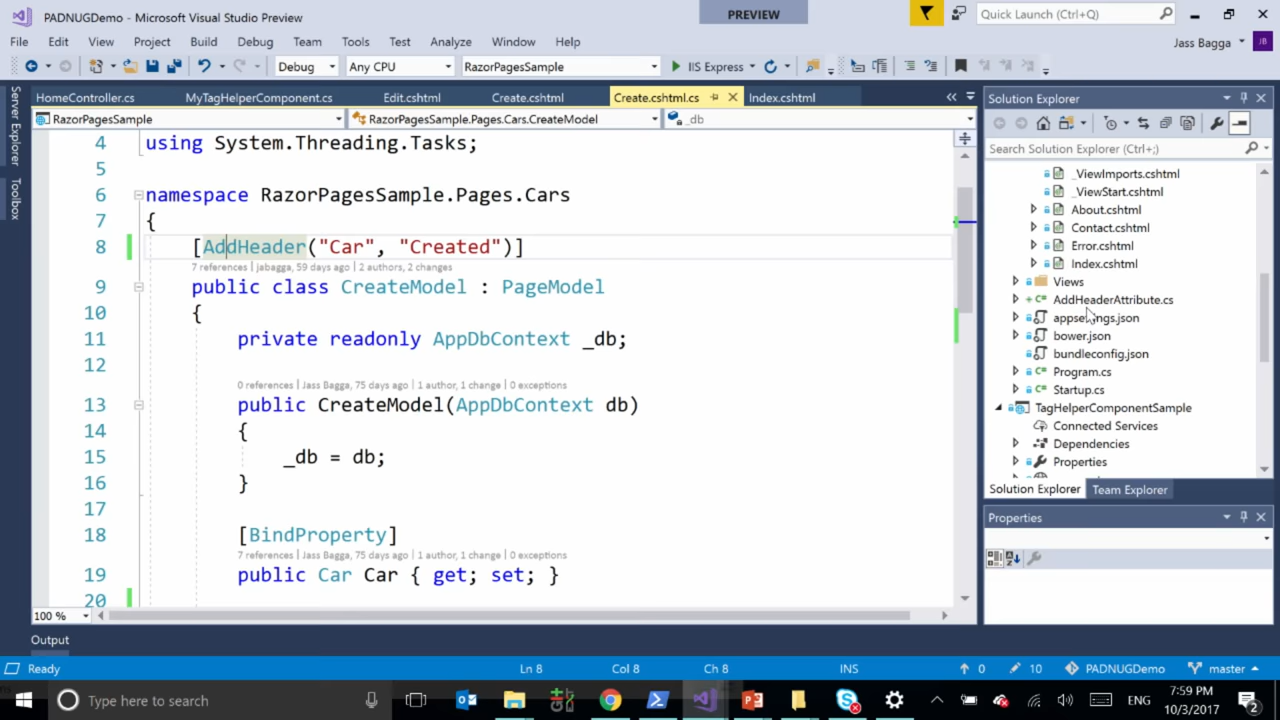 PADNUGDemo - Microsoft Visual Studio Preview
PREVIEW
Quick Launch (Ctrl+Q)
File Edit View Project Build Debug Team Tools Test Analyze Window Help
Jass Bagga
JB
Debug Any CPU RazorPagesSample IIS Express
Server Explorer
Toolbox
HomeController.cs MyTagHelperComponent.cs Edit.cshtml Create.cshtml Create.cshtml.cs Index.cshtml
RazorPagesSample RazorPagesSample.Pages.Cars.CreateModel _db
4 using System.Threading.Tasks;
5
6 namespace RazorPagesSample.Pages.Cars
7 {
8 [AddHeader("Car", "Created")]
7 references | jabagga, 59 days ago | 2 authors, 2 changes
9 public class CreateModel : PageModel
10 {
11 private readonly AppDbContext _db;
12
0 references | Jass Bagga, 75 days ago | 1 author, 1 change | 0 exceptions
13 public CreateModel(AppDbContext db)
14 {
15 _db = db;
16 }
17
18 [BindProperty]
7 references | Jass Bagga, 75 days ago | 1 author, 1 change | 0 exceptions
19 public Car Car { get; set; }
20
100 %
Solution Explorer
Search Solution Explorer (Ctrl+;)
_ViewImports.cshtml
_ViewStart.cshtml
About.cshtml
Contact.cshtml
Error.cshtml
Index.cshtml
Views
AddHeaderAttribute.cs
appsettings.json
bower.json
bundleconfig.json
Program.cs
Startup.cs
TagHelperComponentSample
Connected Services
Dependencies
Properties
Solution Explorer Team Explorer
Properties
Output
Ready Ln 8 Col 8 Ch 8 INS 0 10 PADNUGDemo master
Type here to search
ENG
7:59 PM
10/3/2017
2